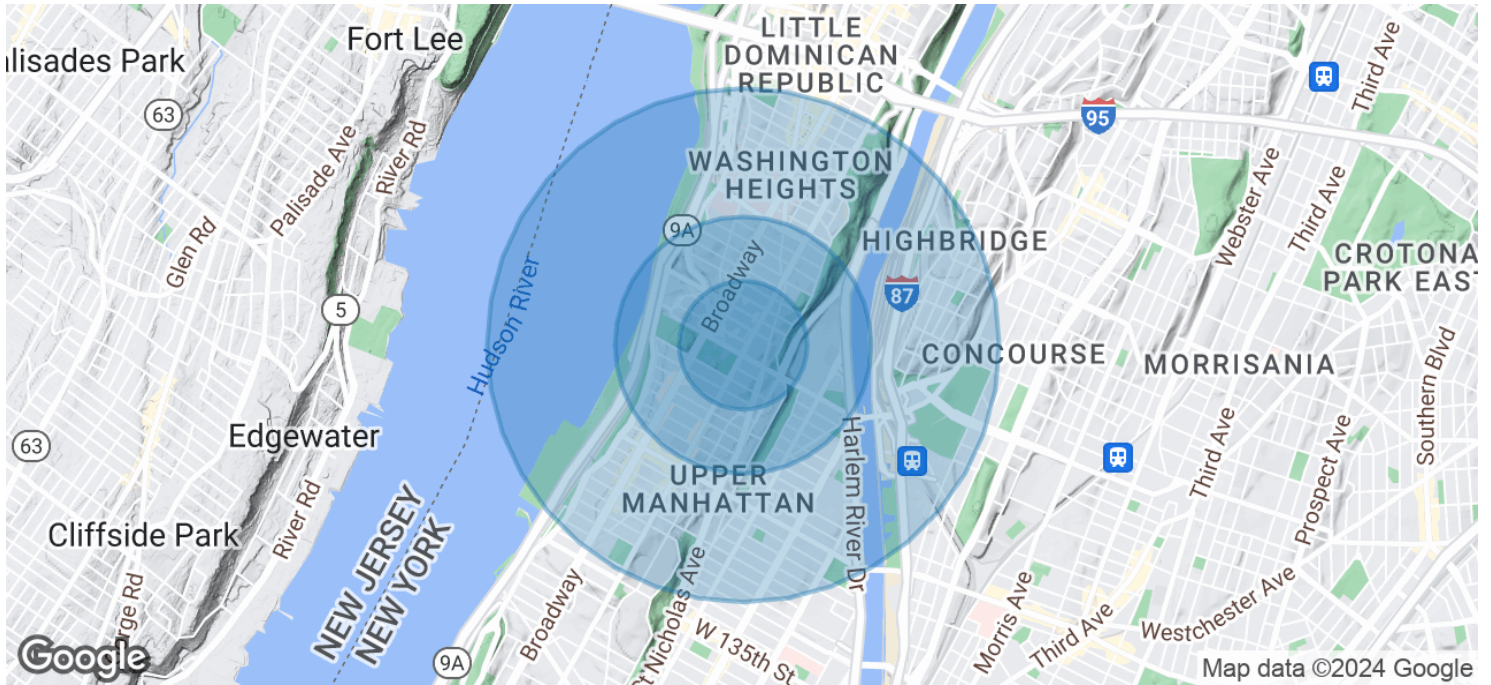 LITTLE
DOMINICAN
REPUBLIC
Fort Lee
alisades Park
63
Palisade Ave
River Rd
95
Third Ave
WASHINGTON
HEIGHTS
Webster Ave
Third Ave
Glen Rd
9A
Broadway
HIGHBRIDGE
CROTONA
PARK EAST
Hudson River
87
5
CONCOURSE
MORRISANIA
Southern Blvd
63
Edgewater
Harlem River Dr
Third Ave
Prospect Ave
UPPER
MANHATTAN
Cliffside Park
River Rd
NEW JERSEY
NEW YORK
Broadway
St Nicholas Ave
W 135th St
Morris Ave
Third Ave
Westchester Ave
9A
Google
Map data ©2024 Google